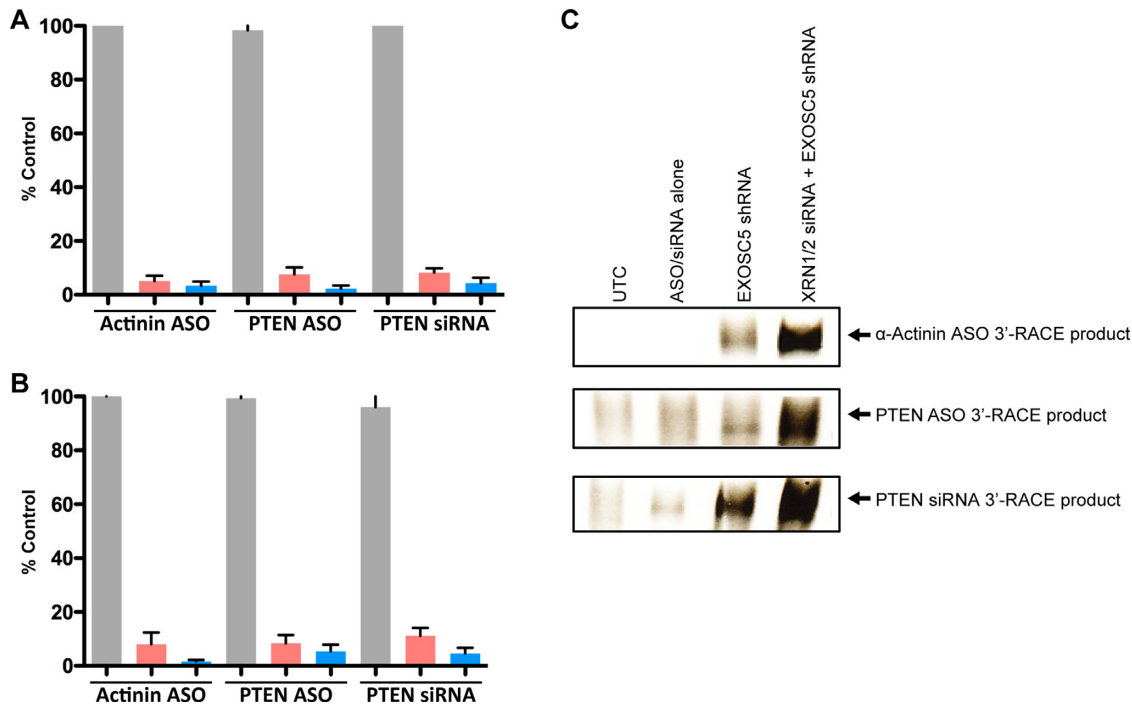 A
% Control
100
80
60
40
20
0
Actinin ASO
PTEN ASO
PTEN siRNA
B
% Control
100
80
60
40
20
0
Actinin ASO
PTEN ASO
PTEN siRNA
C
UTC
ASO/siRNA alone
EXOSC5 shRNA
XRN1/2 siRNA + EXOSC5 shRNA
α-Actinin ASO 3’-RACE product
PTEN ASO 3’-RACE product
PTEN siRNA 3’-RACE product